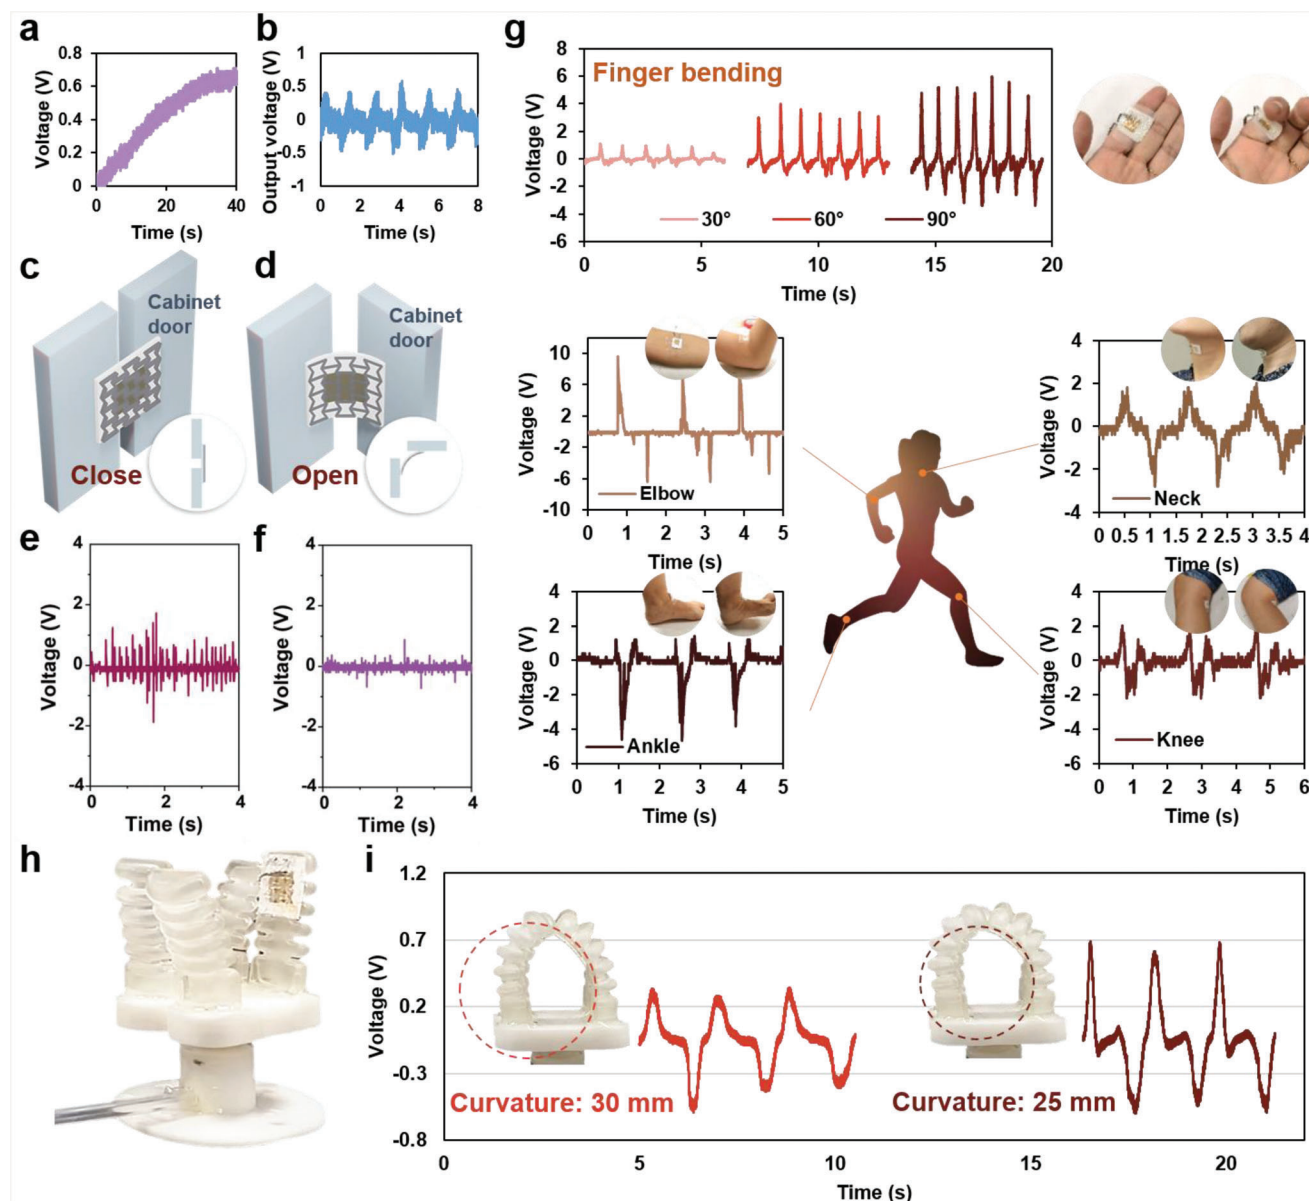 a
0.8
0.6
0.4
0.2
0
Voltage (V)
0 20 40
Time (s)
b
1
0.5
0
-0.5
-1
Output voltage (V)
0 2 4 6 8
Time (s)
g
Finger bending
8
6
4
2
0
-2
-4
-6
Voltage (V)
30° 60° 90°
0 5 10 15 20
Time (s)
c
Cabinet
door
Close
d
Cabinet
door
Open
10
6
2
-2
-6
-10
Voltage (V)
Elbow
0 1 2 3 4 5
Time (s)
4
2
0
-2
-4
Voltage (V)
Neck
0 0.5 1 1.5 2 2.5 3 3.5 4
Time (s)
e
4
2
0
2
-4
Voltage (V)
0 2 4
Time (s)
f
4
2
0
-2
-4
Voltage (V)
0 2 4
Time (s)
4
2
0
-2
-4
-6
Voltage (V)
Ankle
0 1 2 3 4 5
Time (s)
4
2
0
-2
-4
-6
Voltage (V)
Knee
0 1 2 3 4 5 6
Time (s)
h
i
1.2
0.7
0.2
-0.3
-0.8
Voltage (V)
Curvature: 30 mm
Curvature: 25 mm
0 5 10 15 20
Time (s)